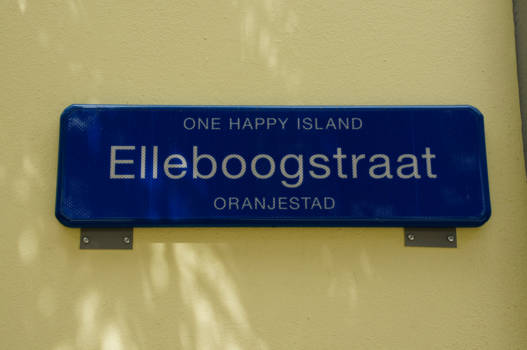 ONE HAPPY ISLAND
Elleboogstraat
ORANJESTAD